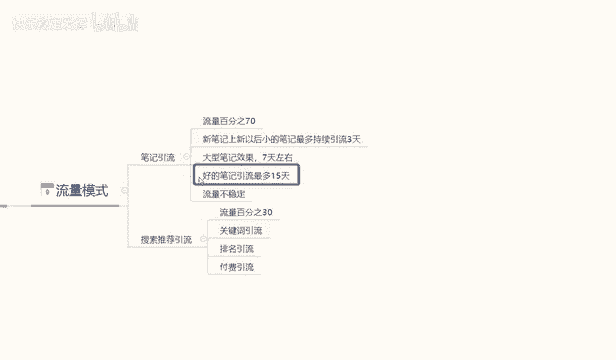 流量模式
笔记引流
流量百分之70
新笔记上新以后小的笔记最多持续引流3天
大型笔记效果，7天左右
好的笔记引流最多15天
流量不稳定
搜素推荐引流
流量百分之30
关键词引流
排名引流
付费引流